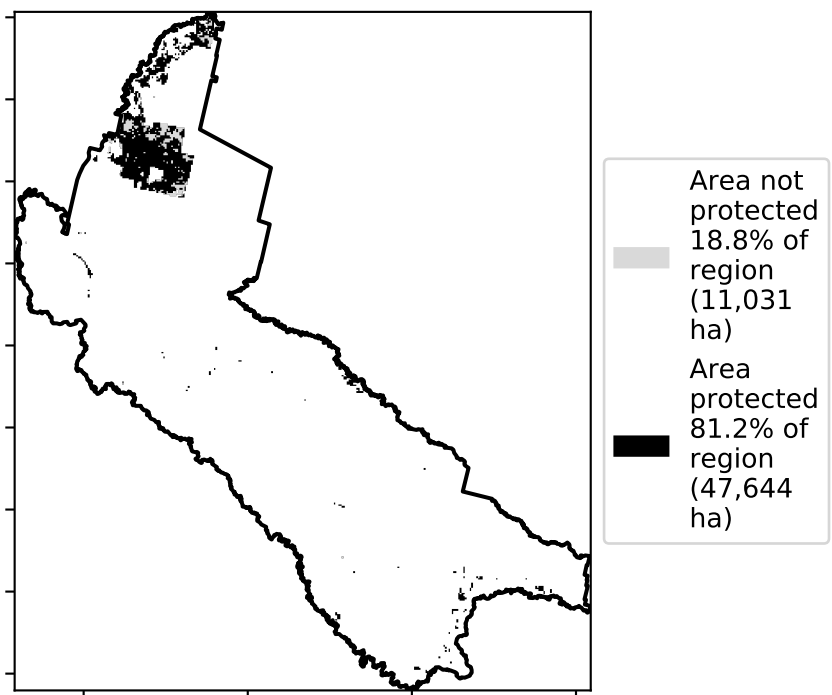 Area not
protected
18.8% of
region
(11,031
ha)
Area
protected
81.2% of
region
(47,644
ha)